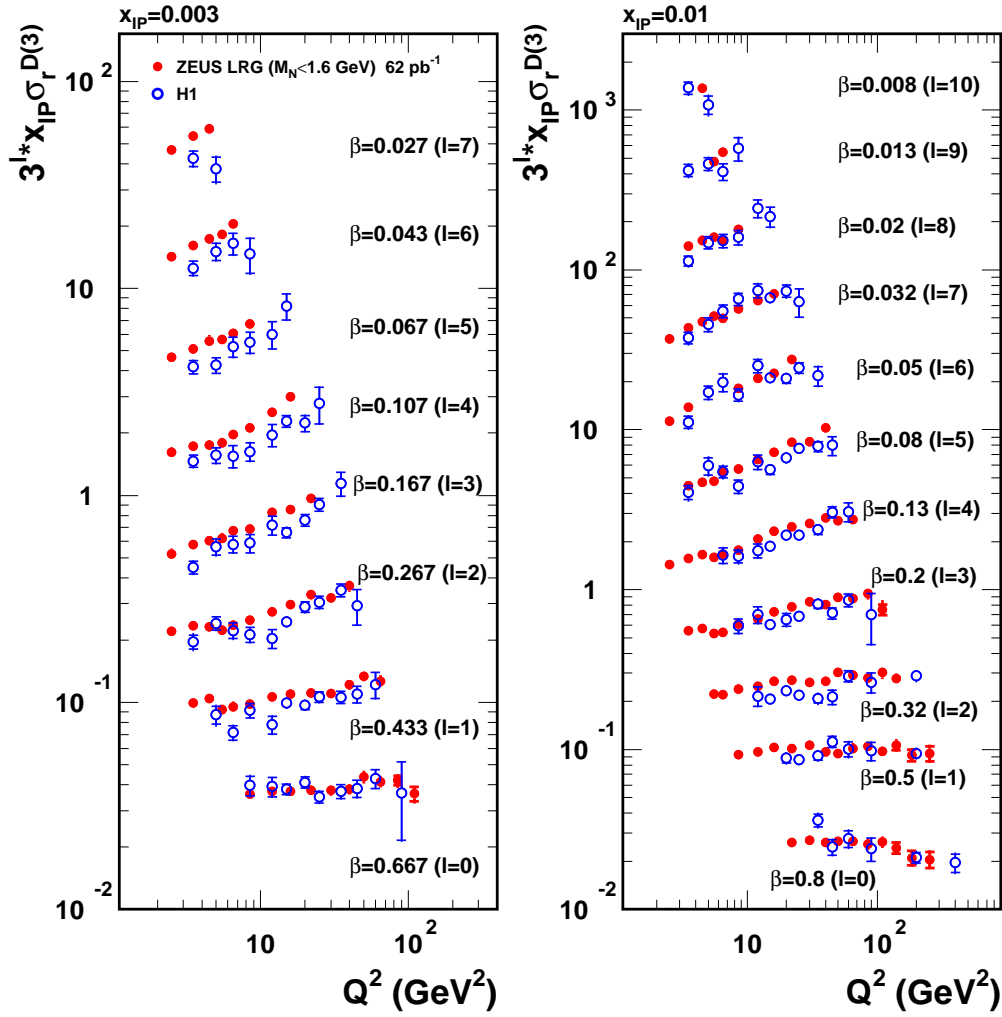 x_IP=0.003
3^l*x_IP σ_r^D(3)
ZEUS LRG (M_N<1.6 GeV) 62 pb^-1
H1
10^2
10
1
10^-1
10^-2
β=0.027 (l=7)
β=0.043 (l=6)
β=0.067 (l=5)
β=0.107 (l=4)
β=0.167 (l=3)
β=0.267 (l=2)
β=0.433 (l=1)
β=0.667 (l=0)
10
10^2
Q^2 (GeV^2)
x_IP=0.01
3^l*x_IP σ_r^D(3)
10^3
10^2
10
1
10^-1
10^-2
β=0.008 (l=10)
β=0.013 (l=9)
β=0.02 (l=8)
β=0.032 (l=7)
β=0.05 (l=6)
β=0.08 (l=5)
β=0.13 (l=4)
β=0.2 (l=3)
β=0.32 (l=2)
β=0.5 (l=1)
β=0.8 (l=0)
10
10^2
Q^2 (GeV^2)